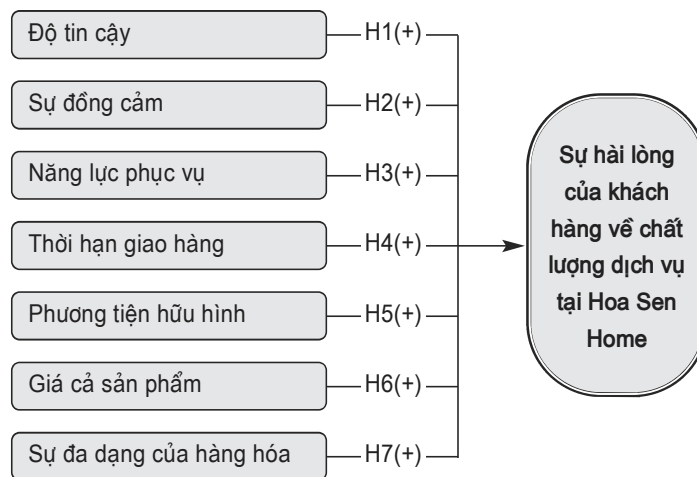 Độ tin cậy H1(+)
Sự đồng cảm H2(+)
Năng lực phục vụ H3(+)
Thời hạn giao hàng H4(+)
Phương tiện hữu hình H5(+)
Giá cả sản phẩm H6(+)
Sự đa dạng của hàng hóa H7(+)
Sự hài lòng
của khách
hàng về chất
lượng dịch vụ
tại Hoa Sen
Home